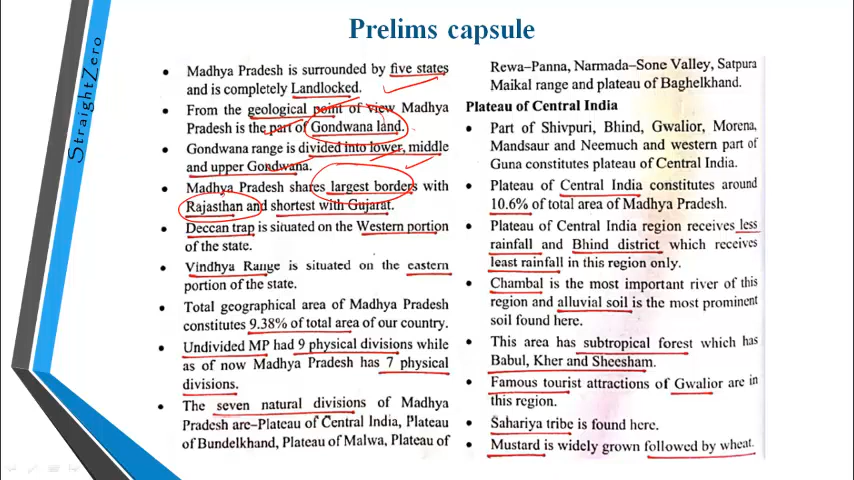 Prelims capsule
StraightZero
• Madhya Pradesh is surrounded by five states
and is completely Landlocked.
• From the geological point of view Madhya
Pradesh is the part of Gondwana land.
• Gondwana range is divided into lower, middle
and upper Gondwana.
• Madhya Pradesh shares largest borders with
Rajasthan and shortest with Gujarat.
• Deccan trap is situated on the Western portion
of the state.
• Vindhya Range is situated on the eastern
portion of the state.
• Total geographical area of Madhya Pradesh
constitutes 9.38% of total area of our country.
• Undivided MP had 9 physical divisions while
as of now Madhya Pradesh has 7 physical
divisions.
• The seven natural divisions of Madhya
Pradesh are–Plateau of Central India, Plateau
of Bundelkhand, Plateau of Malwa, Plateau of
Rewa–Panna, Narmada–Sone Valley, Satpura
Maikal range and plateau of Baghelkhand.
Plateau of Central India
• Part of Shivpuri, Bhind, Gwalior, Morena,
Mandsaur and Neemuch and western part of
Guna constitutes plateau of Central India.
• Plateau of Central India constitutes around
10.6% of total area of Madhya Pradesh.
• Plateau of Central India region receives less
rainfall and Bhind district which receives
least rainfall in this region only.
• Chambal is the most important river of this
region and alluvial soil is the most prominent
soil found here.
• This area has subtropical forest which has
Babul, Kher and Sheesham.
• Famous tourist attractions of Gwalior are in
this region.
• Sahariya tribe is found here.
• Mustard is widely grown followed by wheat.